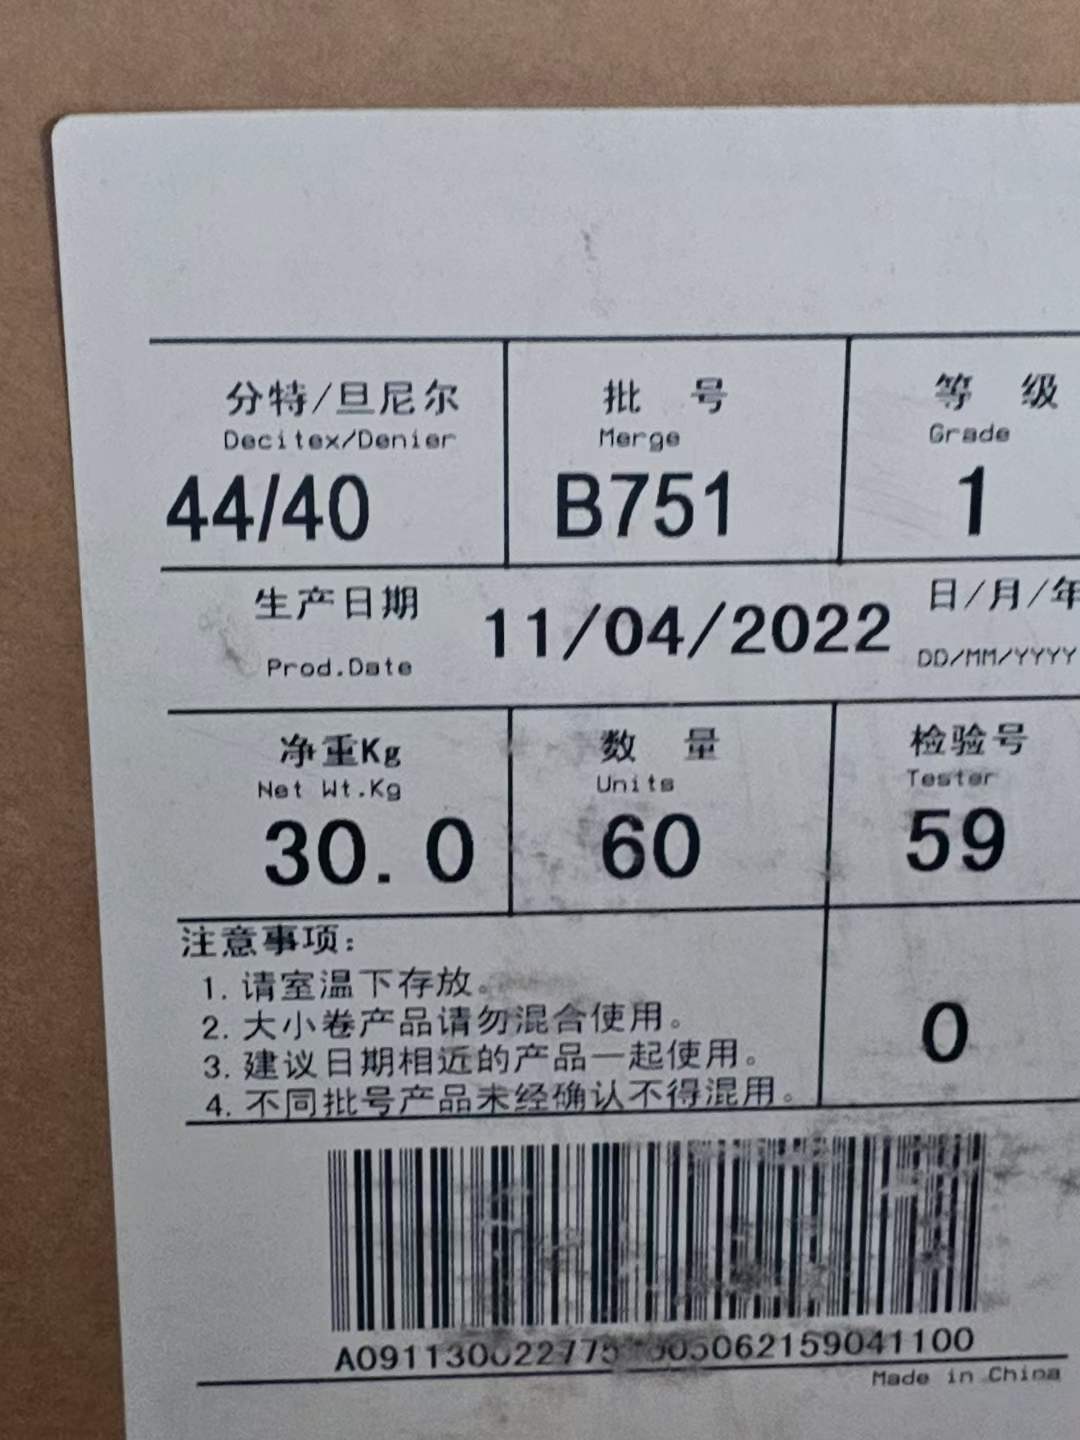 分特/旦尼尔 批 号 等 级
Decitex/Denier Merge Grade
44/40 B751 1
生产日期 11/04/2022 日/月/年
Prod.Date DD/MM/YYYY
净重Kg 数 量 检验号
Net Wt.Kg Units Tester
30.0 60 59
注意事项:
1. 请室温下存放。
2. 大小卷产品请勿混合使用。
3. 建议日期相近的产品一起使用。
4. 不同批号产品未经确认不得混用。
0
Made in China